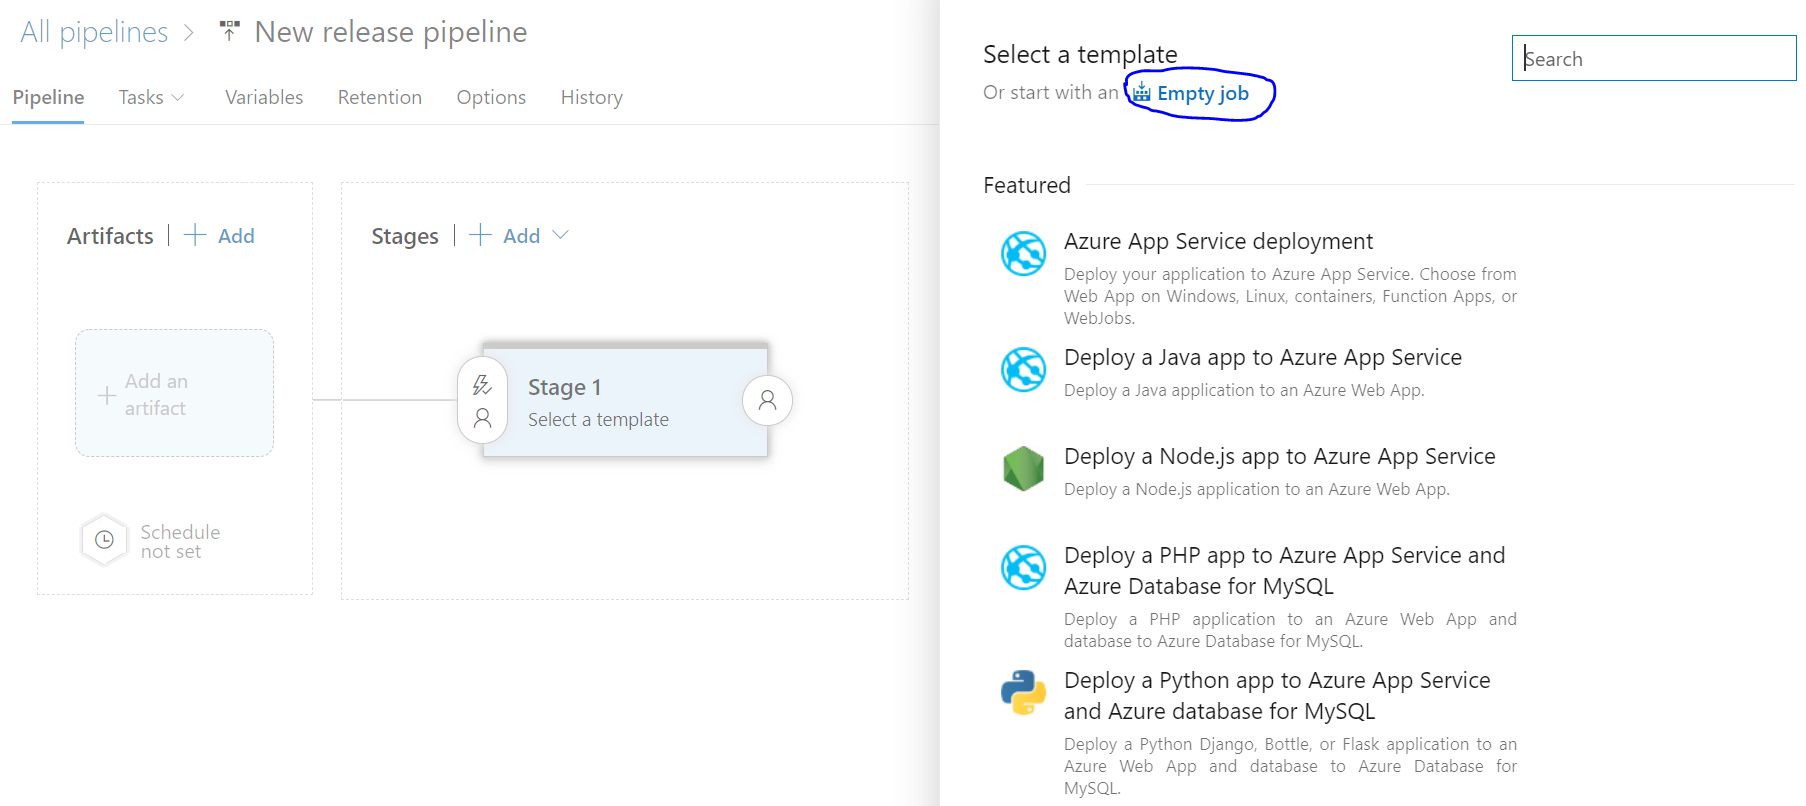 All pipelines > New release pipeline
Pipeline Tasks Variables Retention Options History
Artifacts | + Add
Stages | + Add
+ Add an
artifact
Stage 1
Select a template
Schedule
not set
Select a template
Or start with an Empty job
Search
Featured
Azure App Service deployment
Deploy your application to Azure App Service. Choose from
Web App on Windows, Linux, containers, Function Apps, or
WebJobs.
Deploy a Java app to Azure App Service
Deploy a Java application to an Azure Web App.
Deploy a Node.js app to Azure App Service
Deploy a Node.js application to an Azure Web App.
Deploy a PHP app to Azure App Service and
Azure Database for MySQL
Deploy a PHP application to an Azure Web App and
database to Azure Database for MySQL.
Deploy a Python app to Azure App Service
and Azure database for MySQL
Deploy a Python Django, Bottle, or Flask application to an
Azure Web App and database to Azure Database for
MySQL.